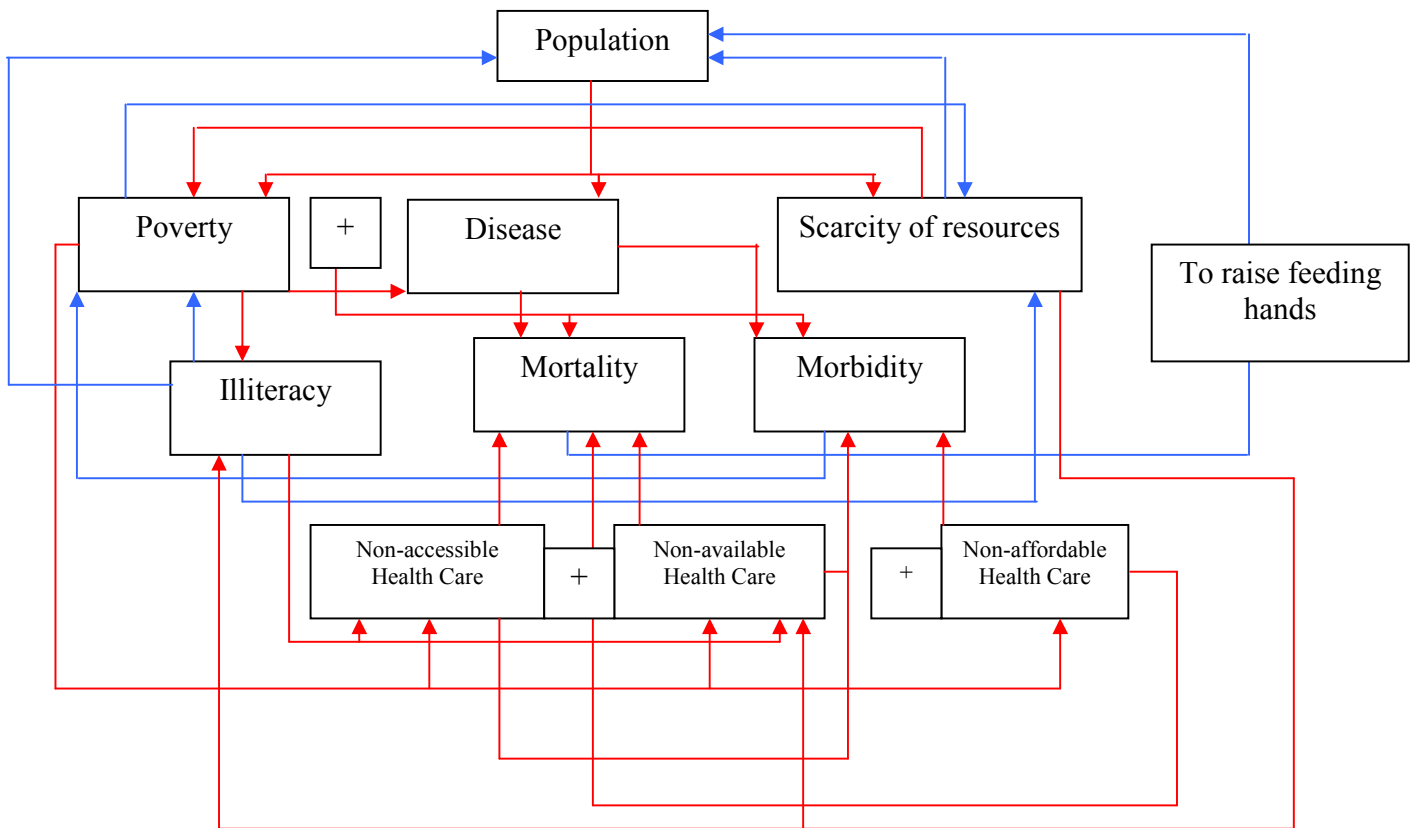 Population
Poverty
+
Disease
Scarcity of resources
To raise feeding
hands
Illiteracy
Mortality
Morbidity
Non-accessible
Health Care
+
Non-available
Health Care
+
Non-affordable
Health Care